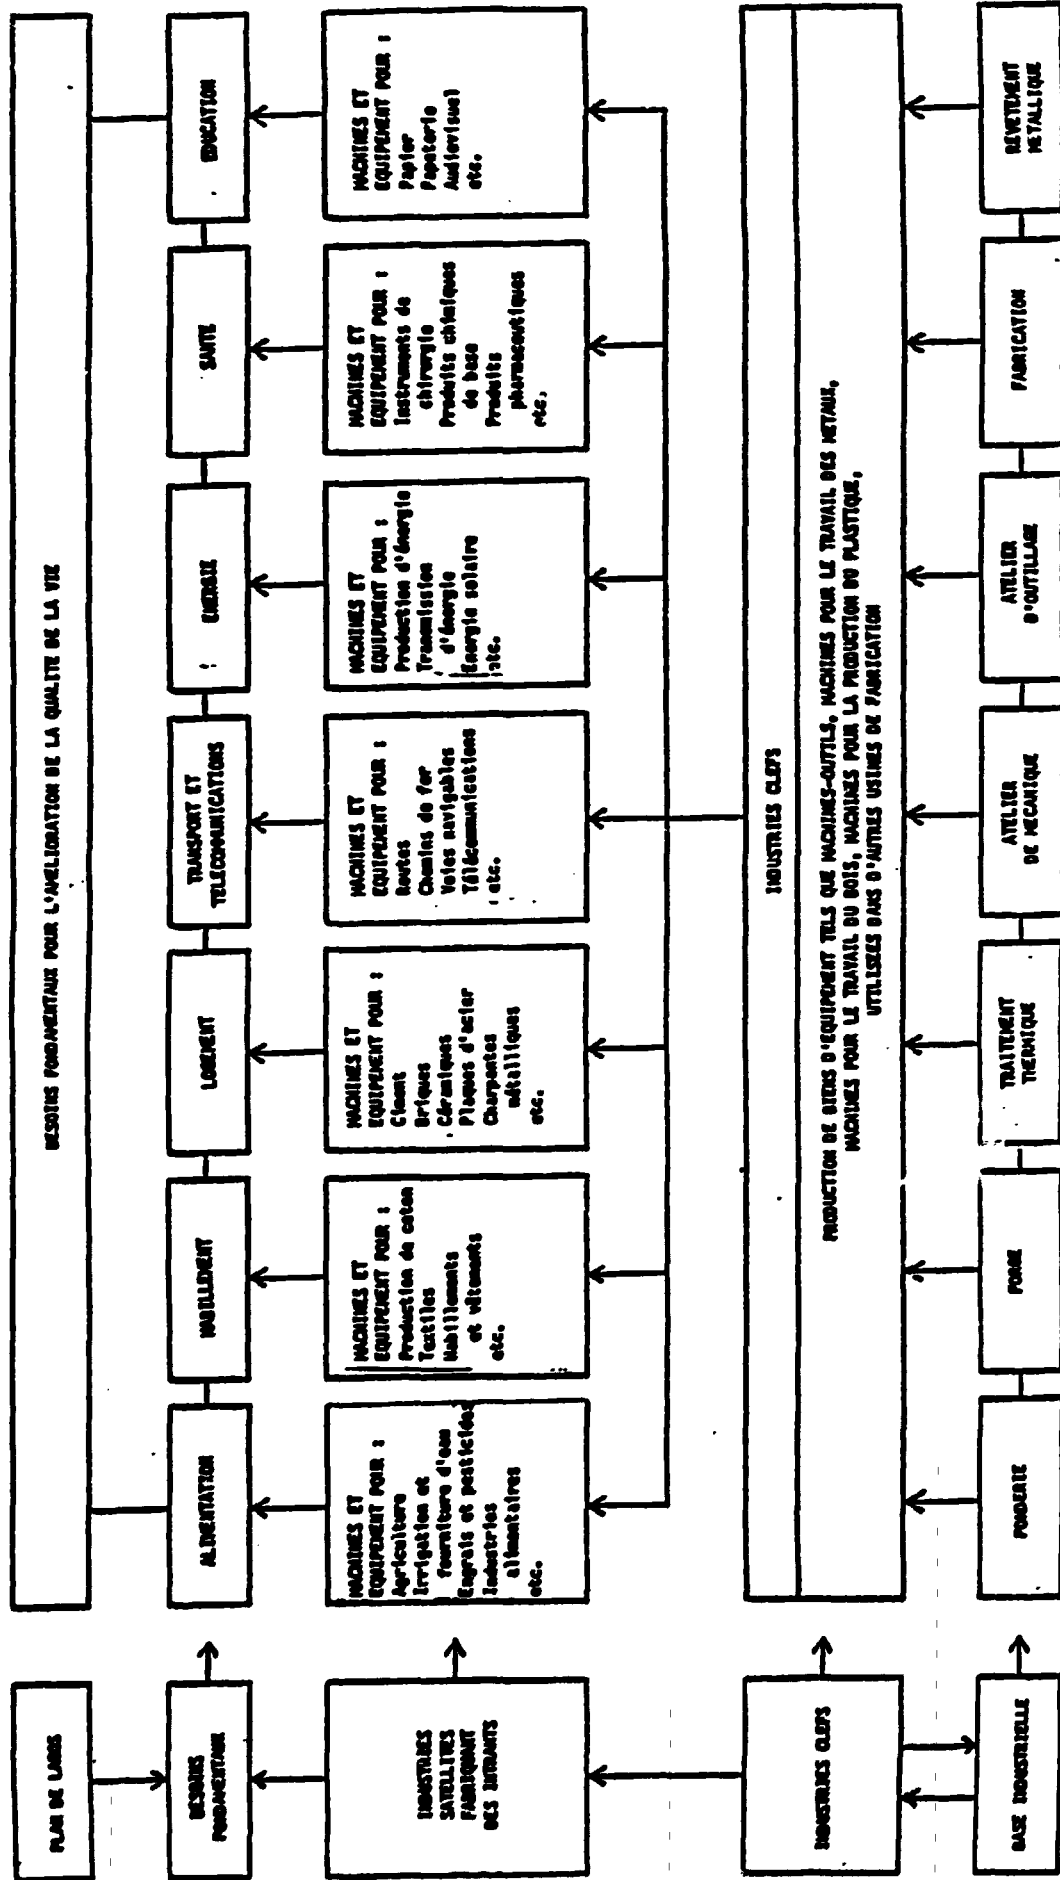 PLAN DE LAGOS
BESOINS FONDAMENTAUX POUR L'AMELIORATION DE LA QUALITE DE LA VIE
BESOINS
FONDAMENTAUX
ALIMENTATION
HABILLEMENT
LOGEMENT
TRANSPORT ET
TELECOMMUNICATIONS
ENERGIE
SANTE
EDUCATION
INDUSTRIES
SATELLITES
FABRIQUANT
DES INTRANTS
MACHINES ET
EQUIPEMENT POUR :
Agriculture
Irrigation et
fourniture d'eau
Engrais et pesticides
Industries
alimentaires
etc.
MACHINES ET
EQUIPEMENT POUR :
Production de coton
Textiles
Habillements
et vêtements
etc.
MACHINES ET
EQUIPEMENT POUR :
Ciment
Briques
Céramiques
Plaques d'acier
Charpentes
métalliques
etc.
MACHINES ET
EQUIPEMENT POUR :
Routes
Chemins de fer
Voies navigables
Télécommunications
etc.
MACHINES ET
EQUIPEMENT POUR :
Production d'énergie
Transmission
d'énergie
Energie solaire
etc.
MACHINES ET
EQUIPEMENT POUR :
Instruments de
chirurgie
Produits chimiques
de base
Produits
pharmaceutiques
etc.
MACHINES ET
EQUIPEMENT POUR :
Papier
Papeterie
Audiovisuel
etc.
INDUSTRIES CLEFS
INDUSTRIES CLEFS
PRODUCTION DE BIENS D'EQUIPEMENT TELS QUE MACHINES-OUTILS, MACHINES POUR LE TRAVAIL DES METAUX,
MACHINES POUR LE TRAVAIL DU BOIS, MACHINES POUR LA PRODUCTION DU PLASTIQUE,
UTILISEES DANS D'AUTRES USINES DE FABRICATION
BASE INDUSTRIELLE
FONDERIE
FORGE
TRAITEMENT
THERMIQUE
ATELIER
DE MECANIQUE
ATELIER
D'OUTILLAGE
FABRICATION
REVETEMENT
METALLIQUE